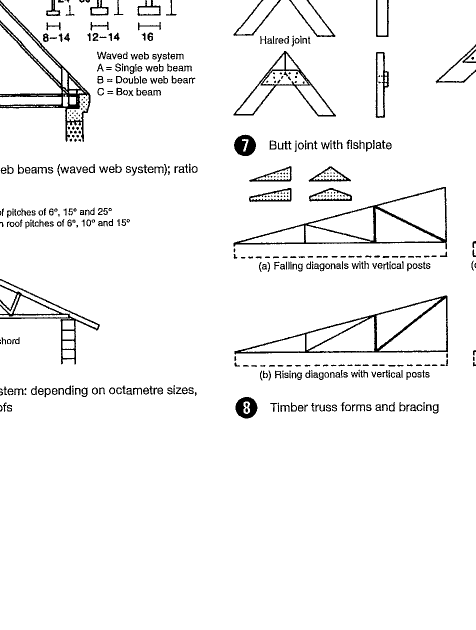 8–14 12–14 16
Waved web system
A = Single web beam
B = Double web beam
C = Box beam
eb beams (waved web system); ratio
of pitches of 6°, 15° and 25°
n roof pitches of 6°, 10° and 15°
hord
stem: depending on octametre sizes,
ofs
Halred joint
7 Butt joint with fishplate
(a) Falling diagonals with vertical posts
(b) Rising diagonals with vertical posts
8 Timber truss forms and bracing